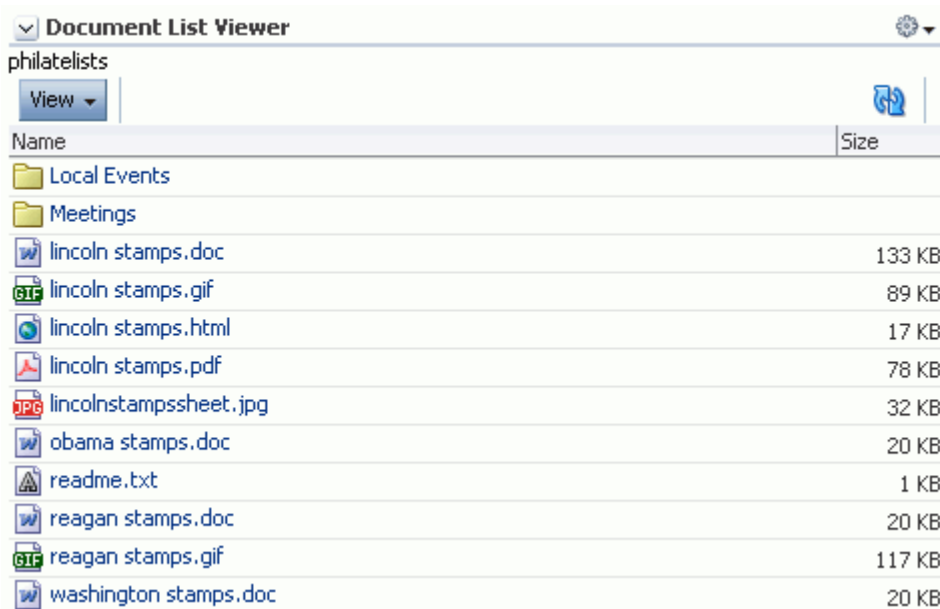 Document List Viewer
philatelists
View
Name Size
Local Events
Meetings
lincoln stamps.doc 133 KB
GIF lincoln stamps.gif 89 KB
lincoln stamps.html 17 KB
lincoln stamps.pdf 78 KB
JPG lincolnstampssheet.jpg 32 KB
W obama stamps.doc 20 KB
A readme.txt 1 KB
W reagan stamps.doc 20 KB
GIF reagan stamps.gif 117 KB
W washington stamps.doc 20 KB